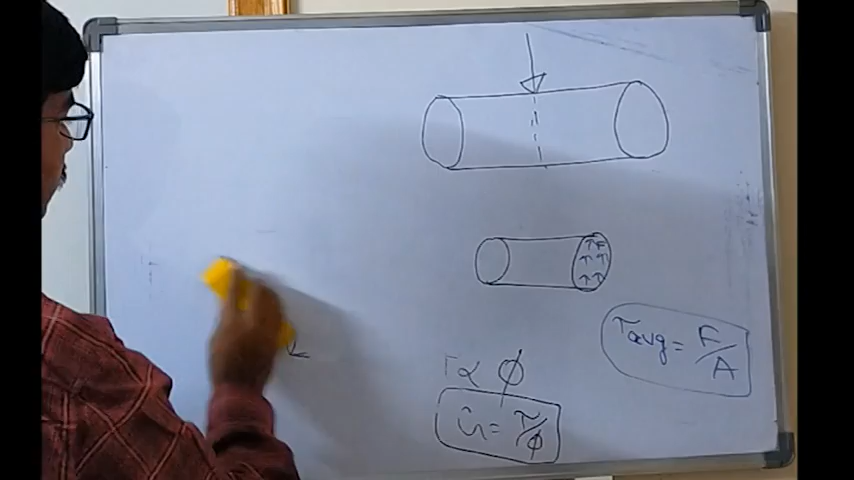 τavg = F/A
τ ∝ φ
G = τ/φ